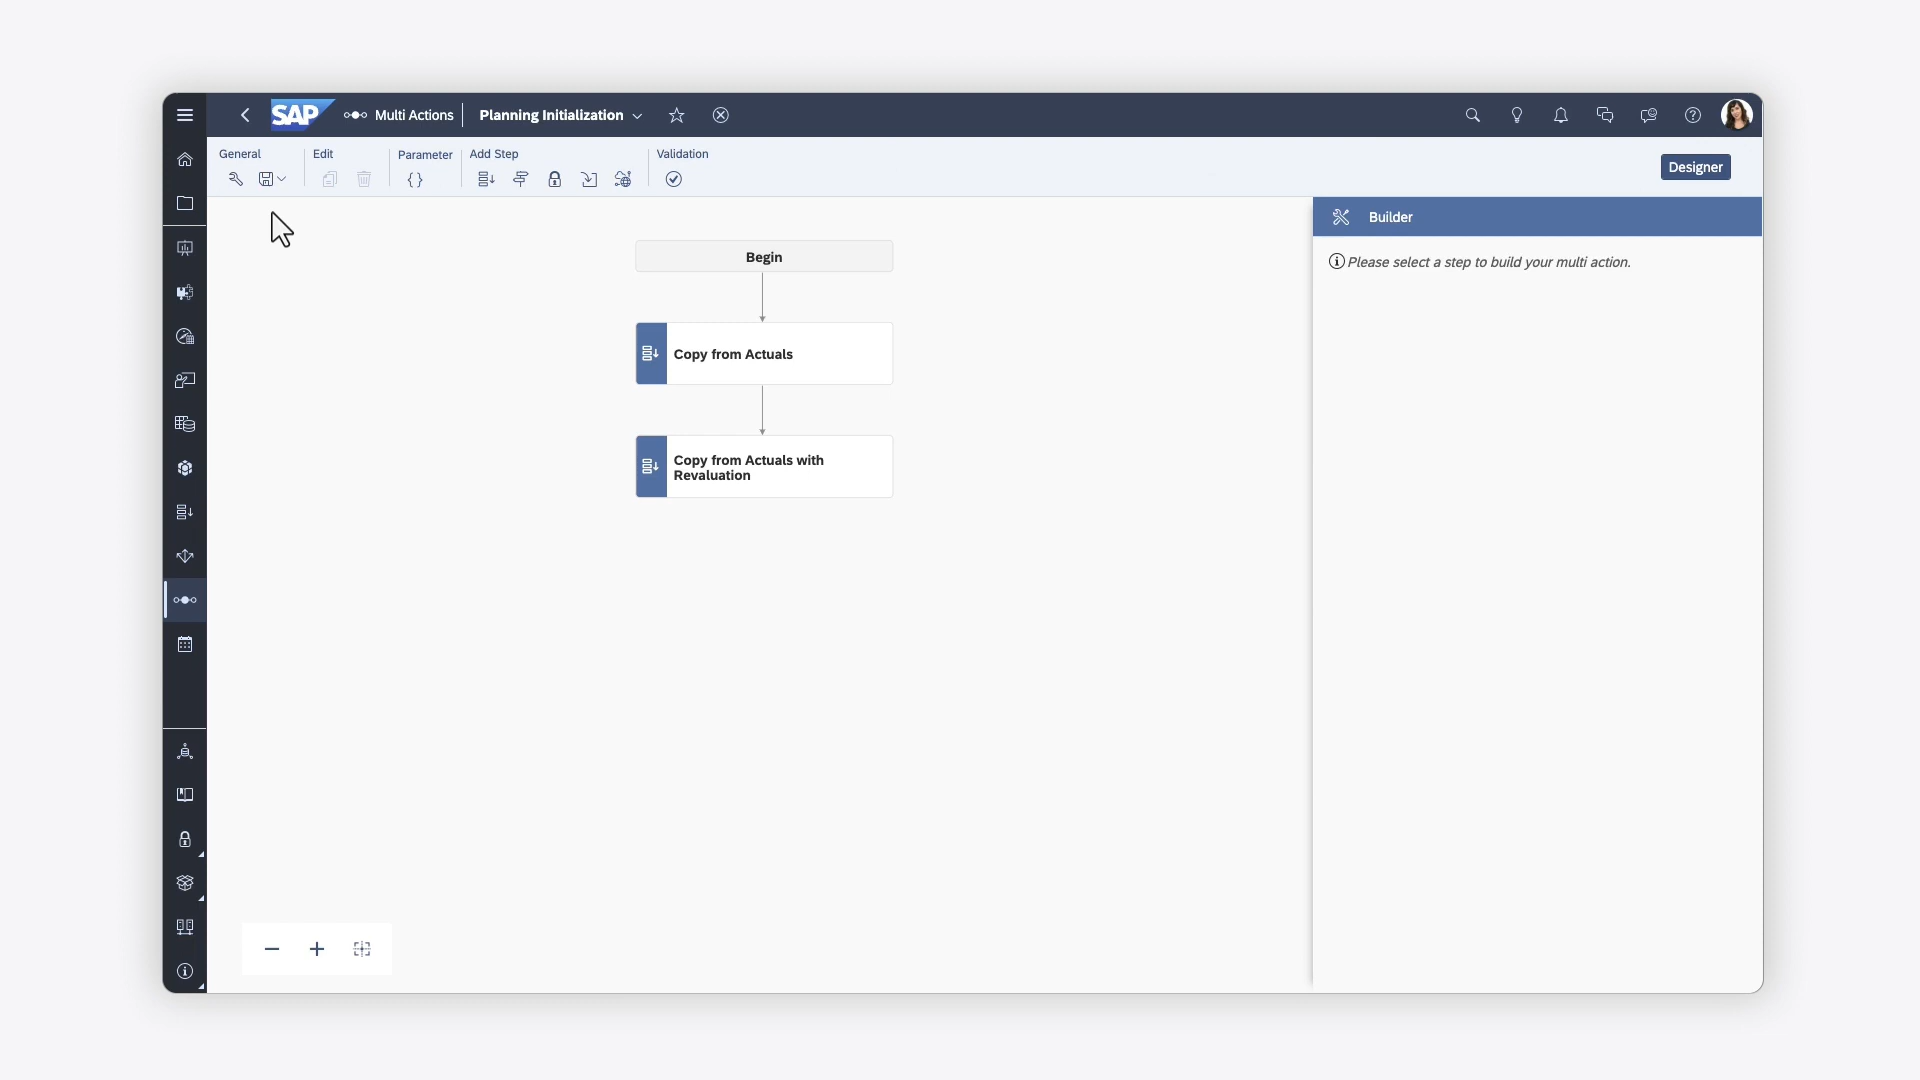 SAP Multi Actions Planning Initialization
General Edit Parameter Add Step Validation
Designer
Builder
Please select a step to build your multi action.
Begin
Copy from Actuals
Copy from Actuals with
Revaluation